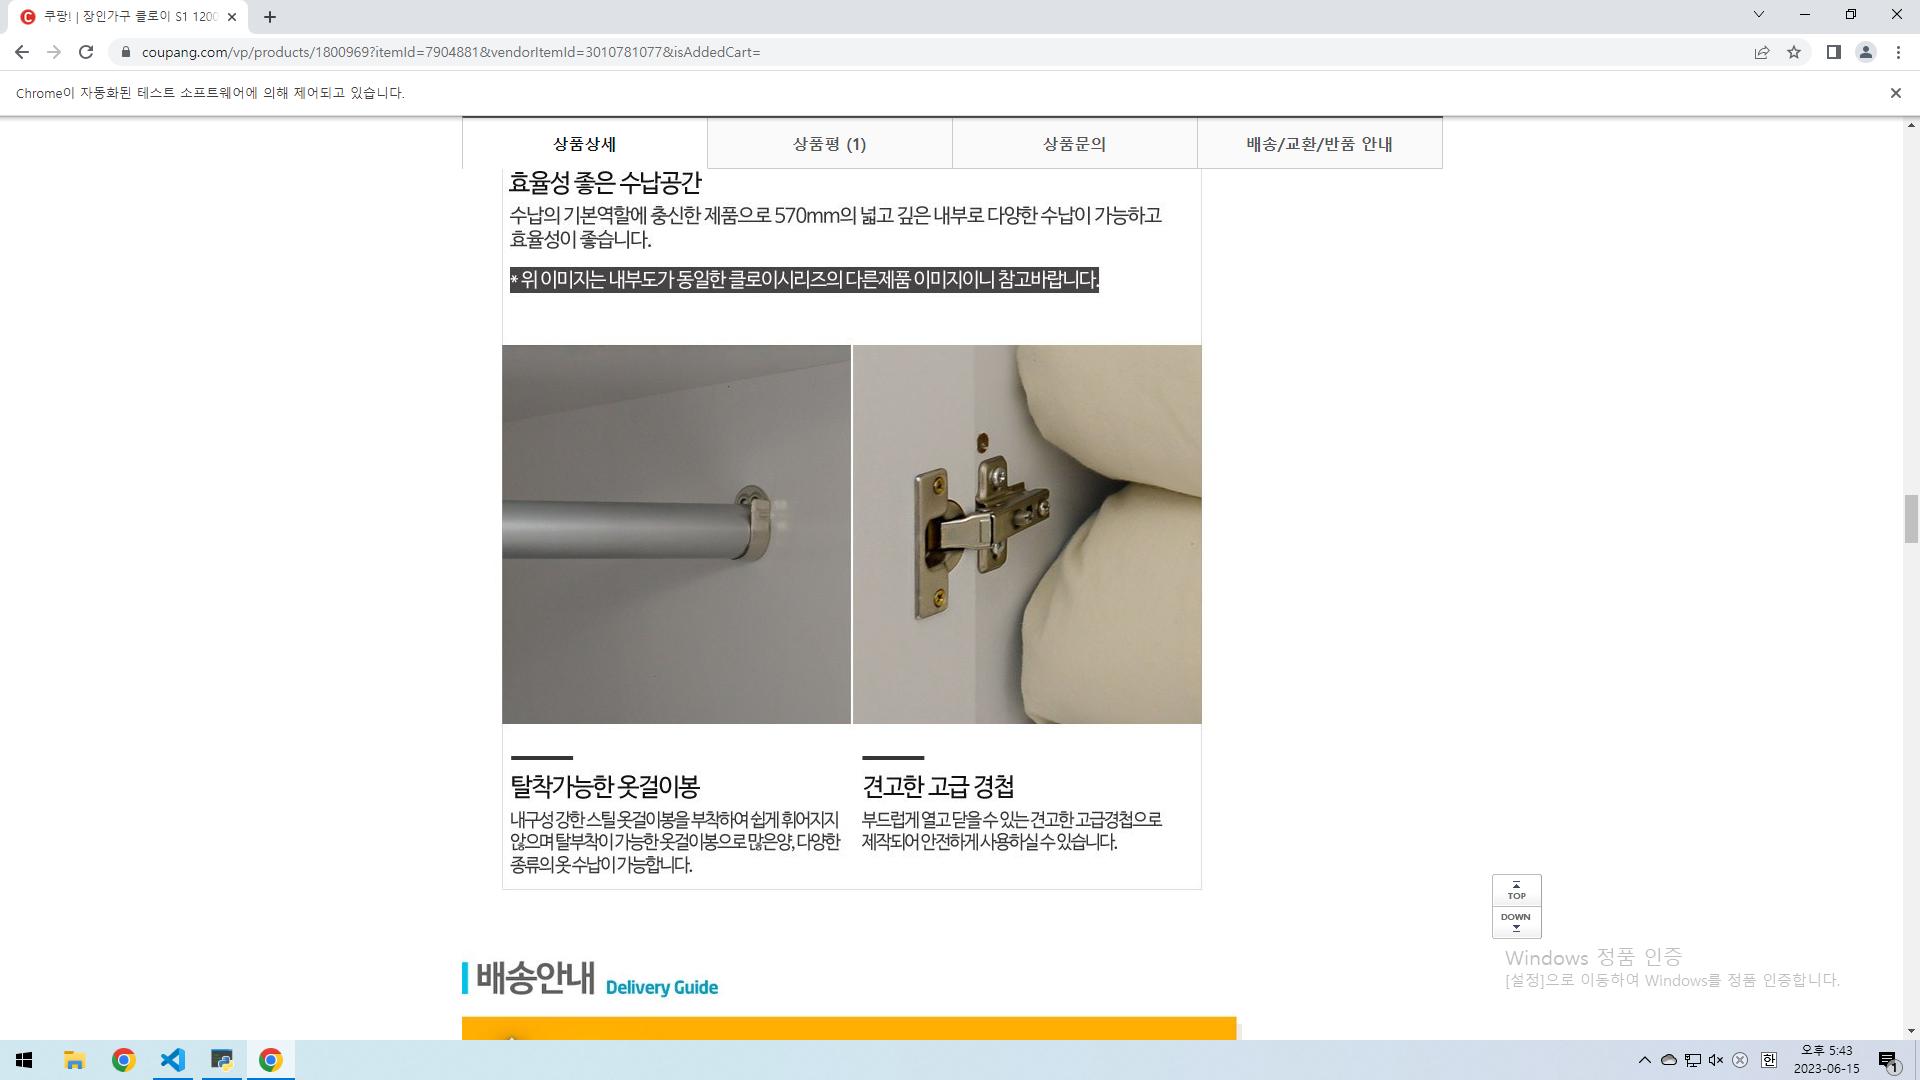 쿠팡! | 장인가구 클로이 S1 1200
coupang.com/vp/products/1800969?itemId=7904881&vendorItemId=3010781077&isAddedCart=
Chrome이 자동화된 테스트 소프트웨어에 의해 제어되고 있습니다.
상품상세
상품평 (1)
상품문의
배송/교환/반품 안내
효율성 좋은 수납공간
수납의 기본역할에 충신한 제품으로 570mm의 넓고 깊은 내부로 다양한 수납이 가능하고
효율성이 좋습니다.
* 위 이미지는 내부도가 동일한 클로이시리즈의 다른제품 이미지이니 참고바랍니다.
탈착가능한 옷걸이봉
내구성 강한 스틸 옷걸이봉을 부착하여 쉽게 휘어지지
않으며 탈부착이 가능한 옷걸이봉으로 많은양, 다양한
종류의 옷 수납이 가능합니다.
견고한 고급 경첩
부드럽게 열고 닫을 수 있는 견고한 고급경첩으로
제작되어 안전하게 사용하실 수 있습니다.
TOP
DOWN
Windows 정품 인증
[설정]으로 이동하여 Windows를 정품 인증합니다.
배송안내 Delivery Guide
한
오후 5:43
2023-06-15
1